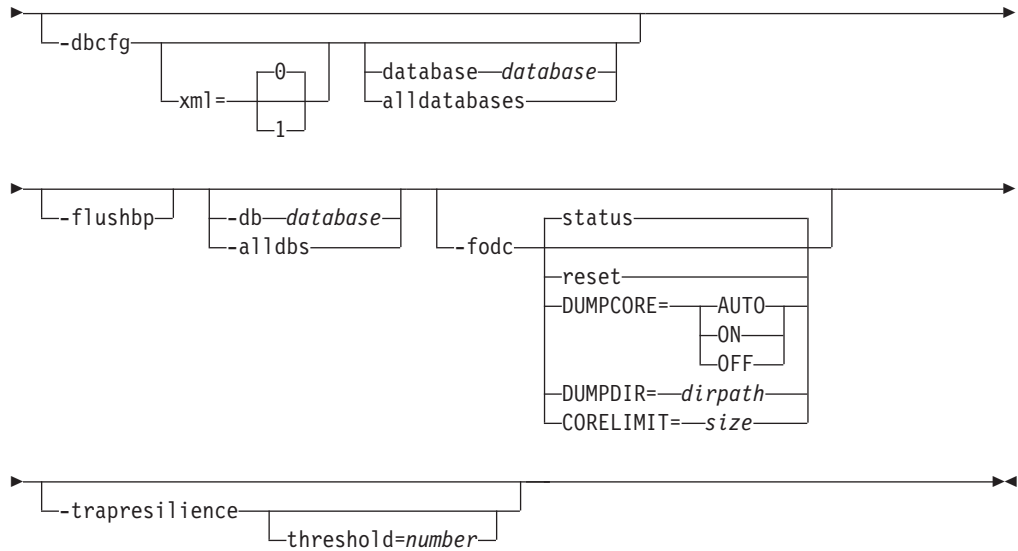 -dbcfg
xml= 0
1
database database
alldatabases
-flushbp
-db database
-alldbs
-fodc
status
reset
DUMPCORE= AUTO
ON
OFF
DUMPDIR= dirpath
CORELIMIT= size
-trapresilience
threshold=number